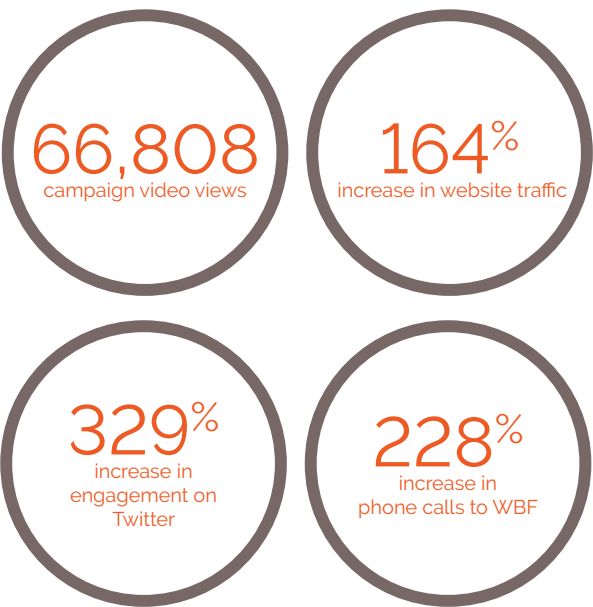 66,808
campaign video views
164%
increase in website traffic
329%
increase in
engagement on
Twitter
228%
increase in
phone calls to WBF